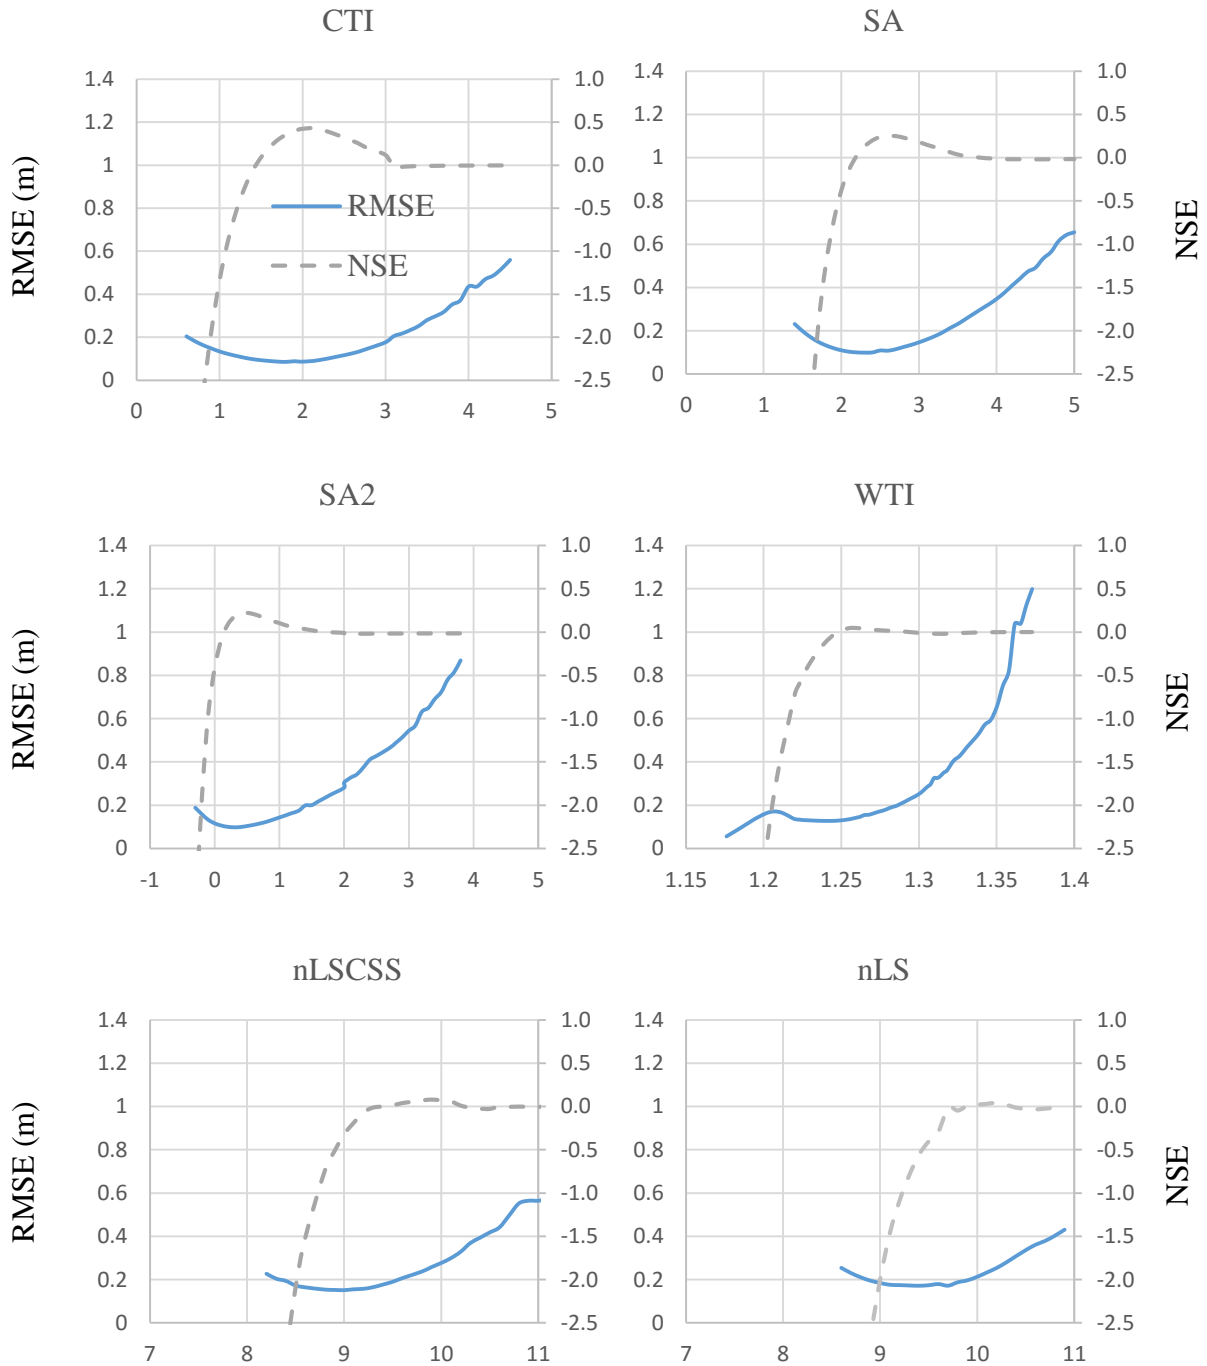 CTI
SA
1.4 1.0 1.4 1.0
1.2 0.5 1.2 0.5
1 0.0 1 0.0
0.8 -0.5 0.8 -0.5
0.6 -1.0 0.6 -1.0
0.4 -1.5 0.4 -1.5
0.2 -2.0 0.2 -2.0
0 -2.5 0 -2.5
0 1 2 3 4 5 0 1 2 3 4 5
RMSE (m)
RMSE
NSE
NSE
SA2
WTI
1.4 1.0 1.4 1.0
1.2 0.5 1.2 0.5
1 0.0 1 0.0
0.8 -0.5 0.8 -0.5
0.6 -1.0 0.6 -1.0
0.4 -1.5 0.4 -1.5
0.2 -2.0 0.2 -2.0
0 -2.5 0 -2.5
-1 0 1 2 3 4 5 1.15 1.2 1.25 1.3 1.35 1.4
RMSE (m)
NSE
nLSCSS
nLS
1.4 1.0 1.4 1.0
1.2 0.5 1.2 0.5
1 0.0 1 0.0
0.8 -0.5 0.8 -0.5
0.6 -1.0 0.6 -1.0
0.4 -1.5 0.4 -1.5
0.2 -2.0 0.2 -2.0
0 -2.5 0 -2.5
7 8 9 10 11 7 8 9 10 11
RMSE (m)
NSE